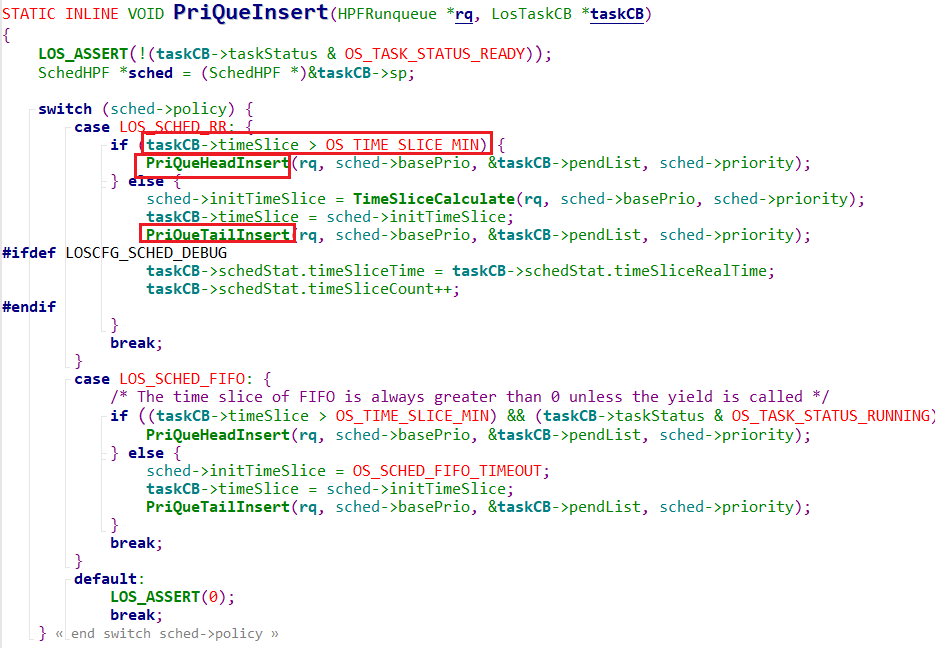 STATIC INLINE VOID PriQueInsert(HPFRunqueue *rq, LosTaskCB *taskCB)
{
    LOS_ASSERT(!(taskCB->taskStatus & OS_TASK_STATUS_READY));
    SchedHPF *sched = (SchedHPF *)&taskCB->sp;

    switch (sched->policy) {
        case LOS_SCHED_RR: {
            if (taskCB->timeSlice > OS_TIME_SLICE_MIN) {
                PriQueHeadInsert(rq, sched->basePrio, &taskCB->pendList, sched->priority);
            } else {
                sched->initTimeSlice = TimeSliceCalculate(rq, sched->basePrio, sched->priority);
                taskCB->timeSlice = sched->initTimeSlice;
                PriQueTailInsert(rq, sched->basePrio, &taskCB->pendList, sched->priority);
#ifdef LOSCFG_SCHED_DEBUG
                taskCB->schedStat.timeSliceTime = taskCB->schedStat.timeSliceRealTime;
                taskCB->schedStat.timeSliceCount++;
#endif
            }
            break;
        }
        case LOS_SCHED_FIFO: {
            /* The time slice of FIFO is always greater than 0 unless the yield is called */
            if ((taskCB->timeSlice > OS_TIME_SLICE_MIN) && (taskCB->taskStatus & OS_TASK_STATUS_RUNNING)
                PriQueHeadInsert(rq, sched->basePrio, &taskCB->pendList, sched->priority);
            } else {
                sched->initTimeSlice = OS_SCHED_FIFO_TIMEOUT;
                taskCB->timeSlice = sched->initTimeSlice;
                PriQueTailInsert(rq, sched->basePrio, &taskCB->pendList, sched->priority);
            }
            break;
        }
        default:
            LOS_ASSERT(0);
            break;
    } « end switch sched->policy »